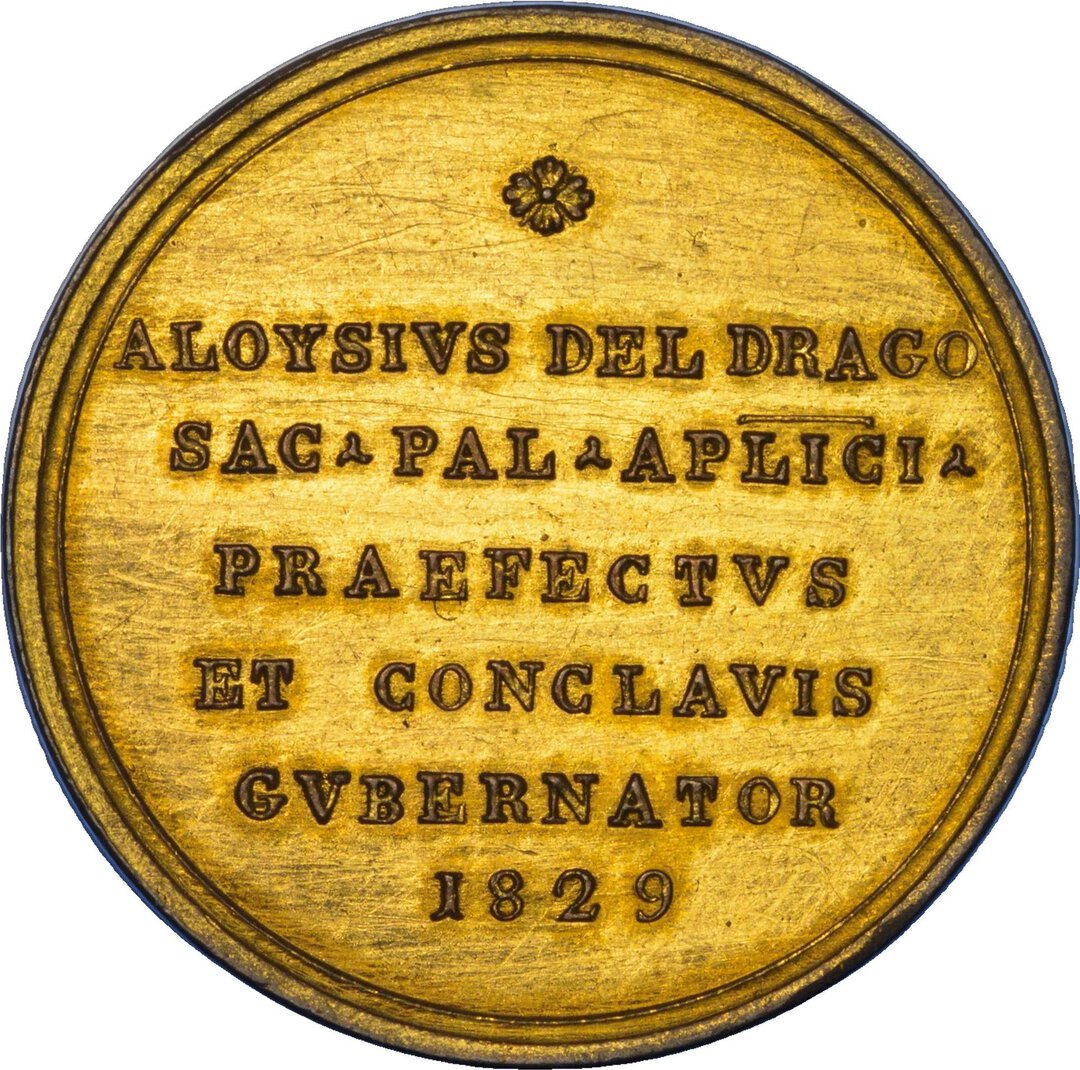 ALOYSIVS DEL DRAGO
SAC · PAL · APLICI ·
PRAEFECTVS
ET CONCLAVIS
GVBERNATOR
1829